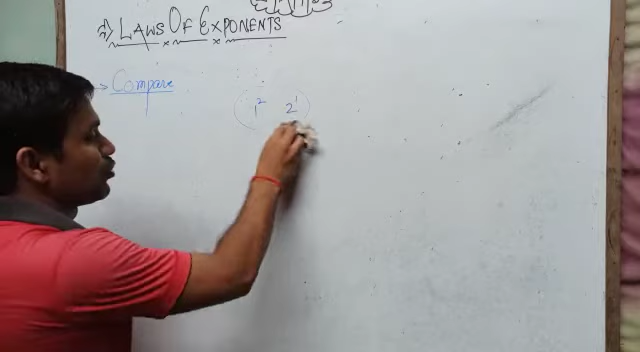 ⇒) LAWS OF EXPONENTS
→ Compare
1² 2¹